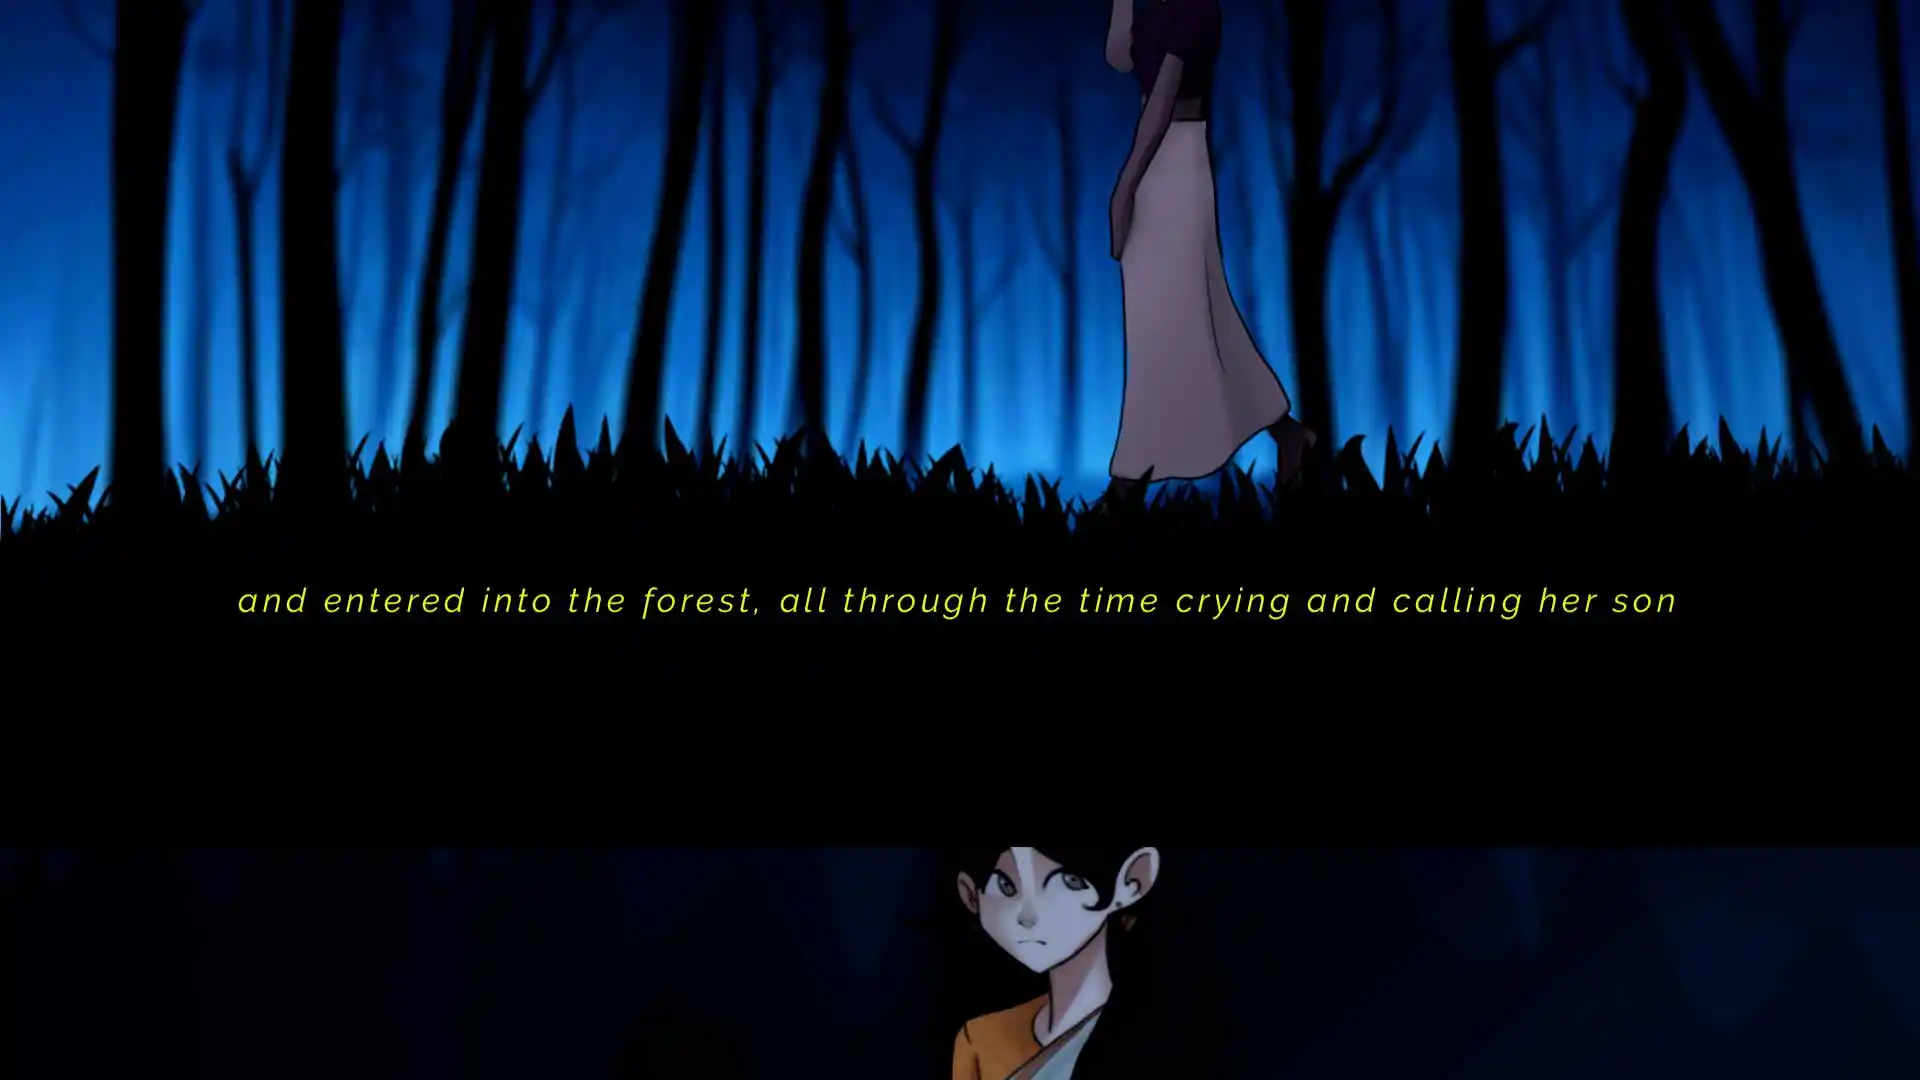 and entered into the forest, all through the time crying and calling her son